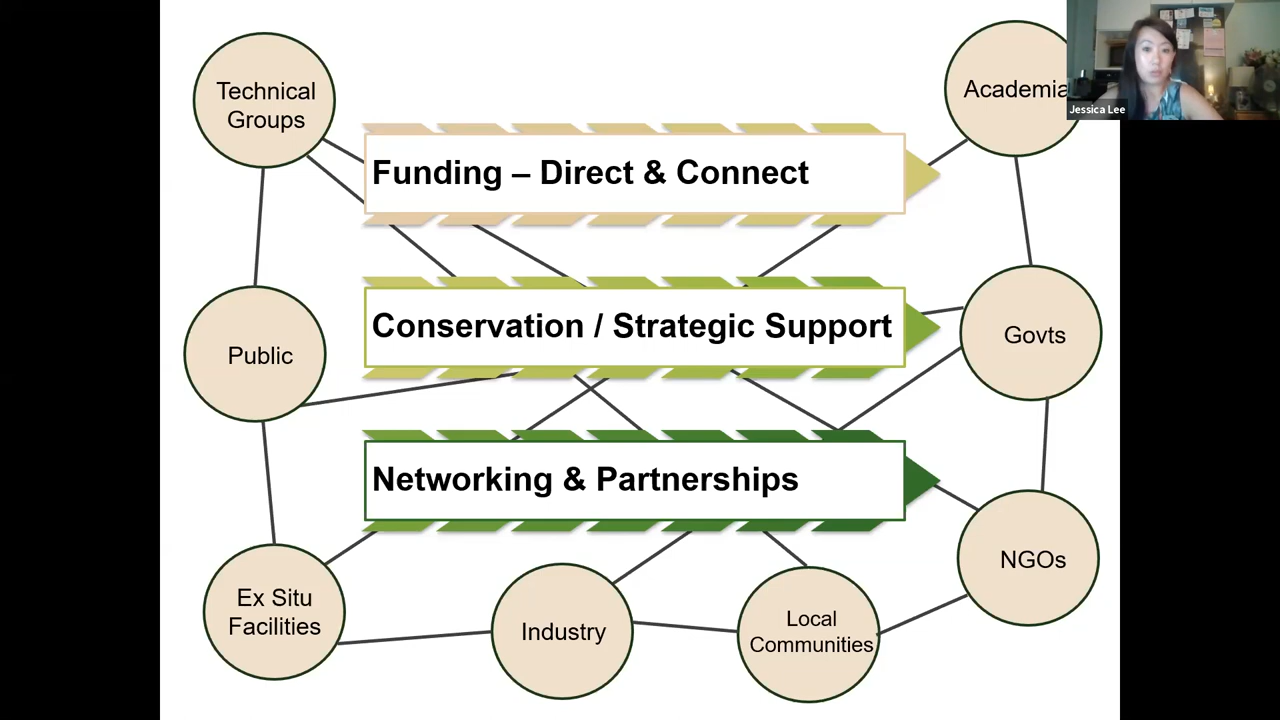 Technical
Groups
Academia
Jessica Lee
Funding – Direct & Connect
Conservation / Strategic Support
Public
Govts
Networking & Partnerships
NGOs
Ex Situ
Facilities
Industry
Local
Communities